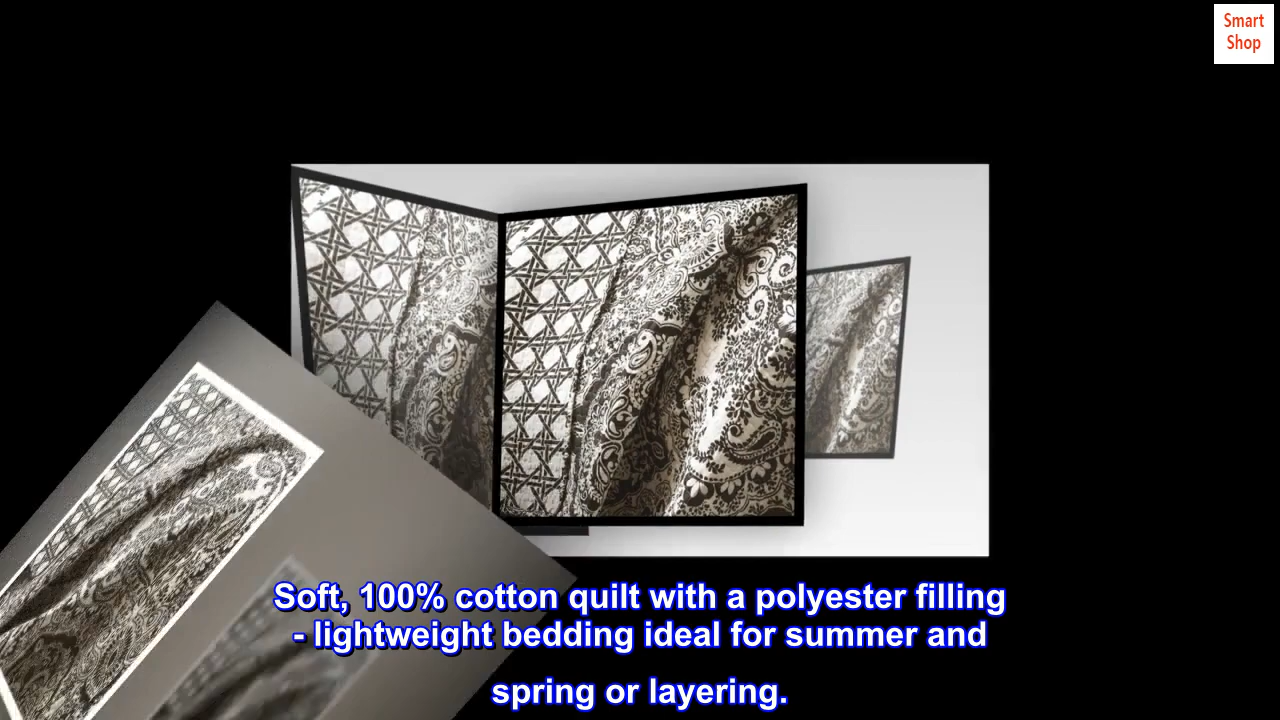 Smart
Shop
Soft, 100% cotton quilt with a polyester filling
- lightweight bedding ideal for summer and
spring or layering.